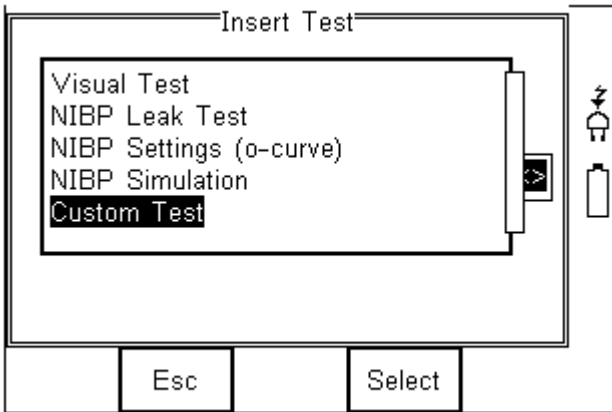 Insert Test
Visual Test
NIBP Leak Test
NIBP Settings (o-curve)
NIBP Simulation
Custom Test
Esc
Select